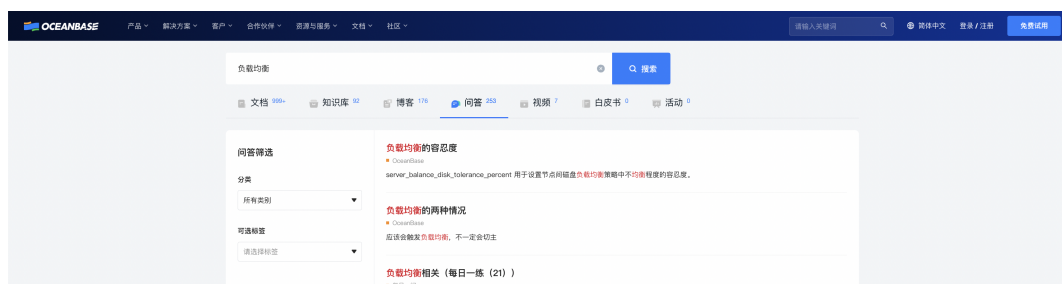 OCEANBASE 产品 解决方案 客户 合作伙伴 资源与服务 文档 社区 请输入关键词 简体中文 登录 / 注册 免费试用
负载均衡 搜索
文档 999+ 知识库 92 博客 176 问答 253 视频 7 白皮书 0 活动 0
问答筛选
分类
所有类别
可选标签
请选择标签
负载均衡的容忍度
OceanBase
server_balance_disk_tolerance_percent 用于设置节点间磁盘负载均衡策略中不均衡程度的容忍度。
负载均衡的两种情况
OceanBase
应该会触发负载均衡，不一定会切主
负载均衡相关（每日一练（21））